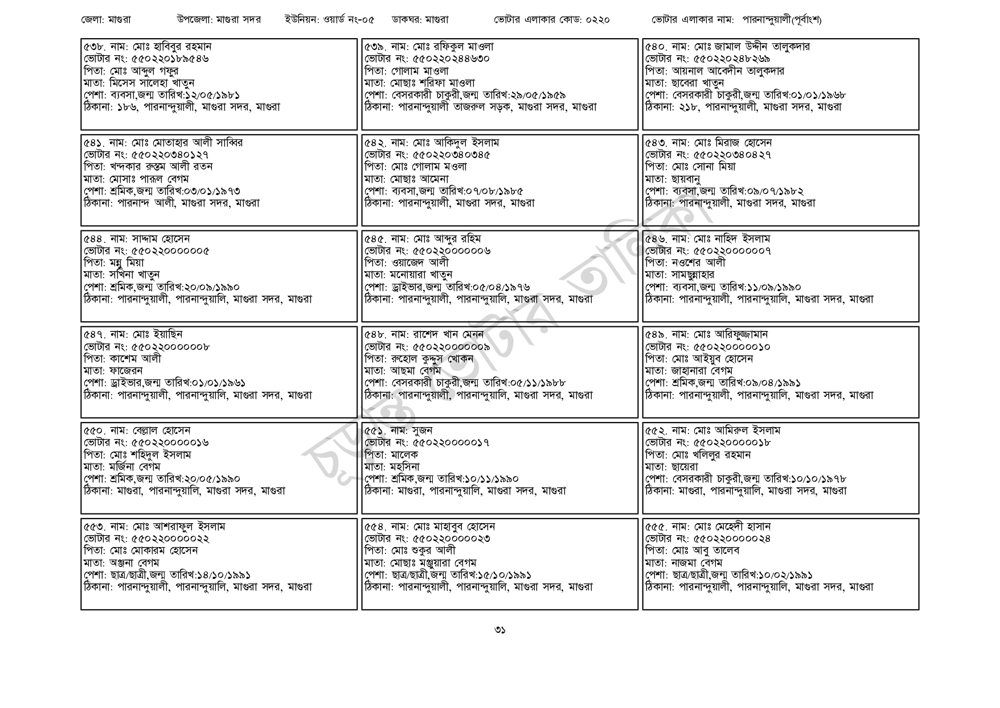 জেলা: মাগুরা উপজেলা: মাগুরা সদর ইউনিয়ন: ওয়ার্ড নং-০৫ ডাকঘর: মাগুরা ভোটার এলাকার কোড: ০২২০ ভোটার এলাকার নাম: পারনান্দুয়ালী(পূর্বাংশ)
৫৩৮. নাম: মোঃ হাবিবুর রহমান
ভোটার নং: ৫৫০২২০১৮৯৫৪৬
পিতা: মোঃ আব্দুল গফুর
মাতা: মিসেস সালেহা খাতুন
পেশা: ব্যবসা,জন্ম তারিখ:১২/০৫/১৯৮১
ঠিকানা: ১৮৬, পারনান্দুয়ালী, মাগুরা সদর, মাগুরা
৫৩৯. নাম: মোঃ রফিকুল মাওলা
ভোটার নং: ৫৫০২২০২৪৪৬৩০
পিতা: গোলাম মাওলা
মাতা: মোছাঃ শরিফা মাওলা
পেশা: বেসরকারী চাকুরী,জন্ম তারিখ:২৯/০৫/১৯৫৯
ঠিকানা: পারনান্দুয়ালী তাজরুল সড়ক, মাগুরা সদর, মাগুরা
৫৪০. নাম: মোঃ জামাল উদ্দীন তালুকদার
ভোটার নং: ৫৫০২২০২৪৮২৬৯
পিতা: আয়নাল আবেদীন তালুকদার
মাতা: ছাবেরা খাতুন
পেশা: বেসরকারী চাকুরী,জন্ম তারিখ:০১/০১/১৯৬৮
ঠিকানা: ২১৮, পারনান্দুয়ালী, মাগুরা সদর, মাগুরা
৫৪১. নাম: মোঃ মোতাহার আলী সাব্বির
ভোটার নং: ৫৫০২২০৩৪০১২৭
পিতা: খন্দকার রুস্তম আলী রতন
মাতা: মোসাঃ পারূল বেগম
পেশা: শ্রমিক,জন্ম তারিখ:০৩/০১/১৯৭৩
ঠিকানা: পারনান্দ আলী, মাগুরা সদর, মাগুরা
৫৪২. নাম: মোঃ আকিদুল ইসলাম
ভোটার নং: ৫৫০২২০৩৪০৩৪৫
পিতা: মোঃ গোলাম মওলা
মাতা: মোছাঃ আমেনা
পেশা: ব্যবসা,জন্ম তারিখ:০৭/০৮/১৯৮৫
ঠিকানা: পারনান্দুয়ালী, মাগুরা সদর, মাগুরা
৫৪৩. নাম: মোঃ মিরাজ হোসেন
ভোটার নং: ৫৫০২২০৩৪০৪২৭
পিতা: মোঃ সোনা মিয়া
মাতা: ছায়বানু
পেশা: ব্যবসা,জন্ম তারিখ:০৯/০৭/১৯৮২
ঠিকানা: পারনান্দুয়ালী, মাগুরা সদর, মাগুরা
৫৪৪. নাম: সাদ্দাম হোসেন
ভোটার নং: ৫৫০২২০০০০০০৫
পিতা: মন্নু মিয়া
মাতা: সখিনা খাতুন
পেশা: শ্রমিক,জন্ম তারিখ:২০/০৯/১৯৯০
ঠিকানা: পারনান্দুয়ালী, পারনান্দুয়ালি, মাগুরা সদর, মাগুরা
৫৪৫. নাম: মোঃ আব্দুর রহিম
ভোটার নং: ৫৫০২২০০০০০০৬
পিতা: ওয়াজেদ আলী
মাতা: মনোয়ারা খাতুন
পেশা: ড্রাইভার,জন্ম তারিখ:০৫/০৪/১৯৭৬
ঠিকানা: পারনান্দুয়ালী, পারনান্দুয়ালি, মাগুরা সদর, মাগুরা
৫৪৬. নাম: মোঃ নাহিদ ইসলাম
ভোটার নং: ৫৫০২২০০০০০০৭
পিতা: নওশের আলী
মাতা: সামছুন্নাহার
পেশা: ব্যবসা,জন্ম তারিখ:১১/০৯/১৯৯০
ঠিকানা: পারনান্দুয়ালী, পারনান্দুয়ালি, মাগুরা সদর, মাগুরা
৫৪৭. নাম: মোঃ ইয়াছিন
ভোটার নং: ৫৫০২২০০০০০০৮
পিতা: কাশেম আলী
মাতা: ফাজেরন
পেশা: ড্রাইভার,জন্ম তারিখ:০১/০১/১৯৬১
ঠিকানা: পারনান্দুয়ালী, পারনান্দুয়ালি, মাগুরা সদর, মাগুরা
৫৪৮. নাম: রাশেদ খান মেনন
ভোটার নং: ৫৫০২২০০০০০০৯
পিতা: রুহোল কুদ্দুস খোকন
মাতা: আছমা বেগম
পেশা: বেসরকারী চাকুরী,জন্ম তারিখ:০৫/১১/১৯৮৮
ঠিকানা: পারনান্দুয়ালী, পারনান্দুয়ালি, মাগুরা সদর, মাগুরা
৫৪৯. নাম: মোঃ আরিফুজ্জামান
ভোটার নং: ৫৫০২২০০০০০১০
পিতা: মোঃ আইয়ুব হোসেন
মাতা: জাহানারা বেগম
পেশা: শ্রমিক,জন্ম তারিখ:০৯/০৪/১৯৯১
ঠিকানা: পারনান্দুয়ালী, পারনান্দুয়ালি, মাগুরা সদর, মাগুরা
৫৫০. নাম: বেল্লাল হোসেন
ভোটার নং: ৫৫০২২০০০০০১৬
পিতা: মোঃ শহিদুল ইসলাম
মাতা: মর্জিনা বেগম
পেশা: শ্রমিক,জন্ম তারিখ:২০/০৫/১৯৯০
ঠিকানা: মাগুরা, পারনান্দুয়ালি, মাগুরা সদর, মাগুরা
৫৫১. নাম: সুজন
ভোটার নং: ৫৫০২২০০০০০১৭
পিতা: মালেক
মাতা: মহসিনা
পেশা: শ্রমিক,জন্ম তারিখ:১০/১১/১৯৯০
ঠিকানা: মাগুরা, পারনান্দুয়ালি, মাগুরা সদর, মাগুরা
৫৫২. নাম: মোঃ আমিরুল ইসলাম
ভোটার নং: ৫৫০২২০০০০০১৮
পিতা: মোঃ খলিলুর রহমান
মাতা: ছায়েরা
পেশা: বেসরকারী চাকুরী,জন্ম তারিখ:১০/১০/১৯৭৮
ঠিকানা: মাগুরা, পারনান্দুয়ালি, মাগুরা সদর, মাগুরা
৫৫৩. নাম: মোঃ আশরাফুল ইসলাম
ভোটার নং: ৫৫০২২০০০০০২২
পিতা: মোঃ মোকারম হোসেন
মাতা: অঞ্জনা বেগম
পেশা: ছাত্র/ছাত্রী,জন্ম তারিখ:১৪/১০/১৯৯১
ঠিকানা: পারনান্দুয়ালী, পারনান্দুয়ালি, মাগুরা সদর, মাগুরা
৫৫৪. নাম: মোঃ মাহাবুব হোসেন
ভোটার নং: ৫৫০২২০০০০০২৩
পিতা: মোঃ শুকুর আলী
মাতা: মোছাঃ মঞ্জুয়ারা বেগম
পেশা: ছাত্র/ছাত্রী,জন্ম তারিখ:১৫/১০/১৯৯১
ঠিকানা: পারনান্দুয়ালী, পারনান্দুয়ালি, মাগুরা সদর, মাগুরা
৫৫৫. নাম: মোঃ মেহেদী হাসান
ভোটার নং: ৫৫০২২০০০০০২৪
পিতা: মোঃ আবু তালেব
মাতা: নাজমা বেগম
পেশা: ছাত্র/ছাত্রী,জন্ম তারিখ:১০/০২/১৯৯১
ঠিকানা: পারনান্দুয়ালী, পারনান্দুয়ালি, মাগুরা সদর, মাগুরা
চূড়ান্ত ভোটার তালিকা
৩১